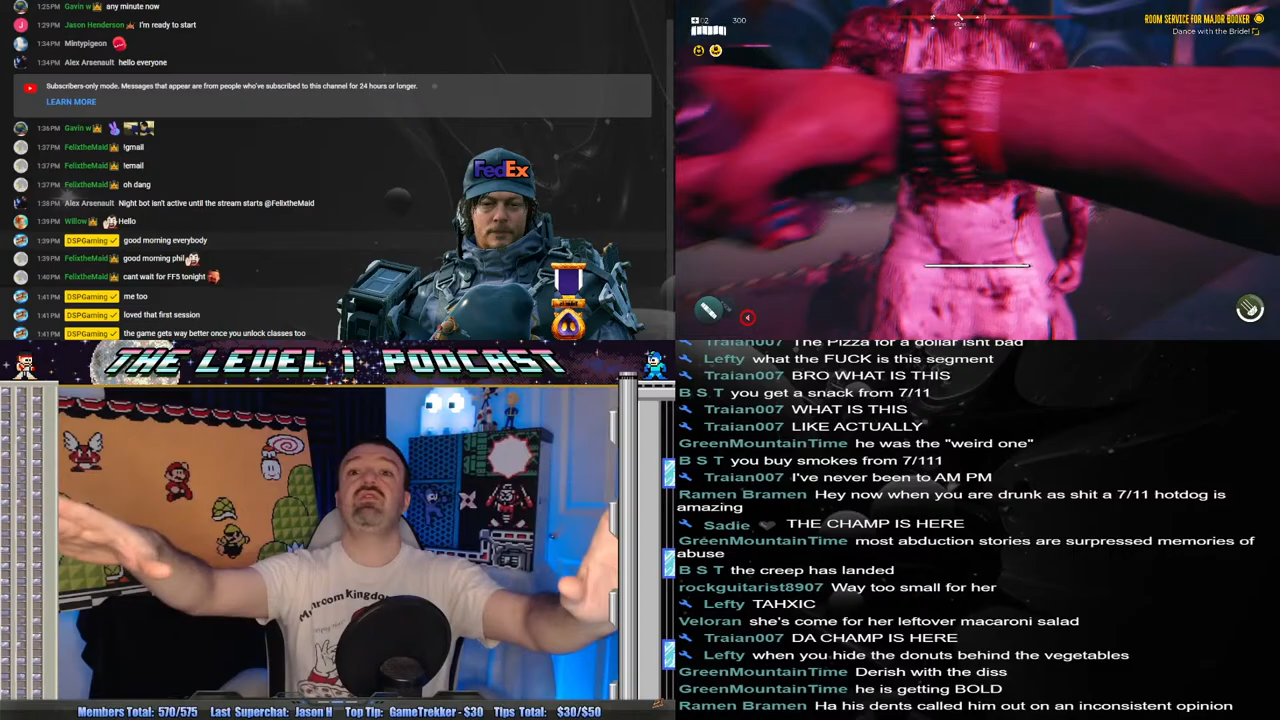 1:25PM Gavin w any minute now
1:29PM Jason Henderson I'm ready to start
1:34PM Mintypigeon
1:34PM Alex Arsenault hello everyone
Subscribers-only mode. Messages that appear are from people who've subscribed to this channel for 24 hours or longer.
LEARN MORE
1:36PM Gavin w
1:37PM FelixtheMaid !gmail
1:37PM FelixtheMaid !email
1:37PM FelixtheMaid oh dang
1:38PM Alex Arsenault Night bot isn't active until the stream starts @FelixtheMaid
1:39PM Willow Hello
1:39PM DSPGaming good morning everybody
1:39PM FelixtheMaid good morning phil
1:40PM FelixtheMaid cant wait for FF5 tonight
1:41PM DSPGaming me too
1:41PM DSPGaming loved that first session
1:41PM DSPGaming the game gets way better once you unlock classes too
FedEx
02 300
ROOM SERVICE FOR MAJOR BOOKER
Dance with the Bride!
THE LEVEL 1 PODCAST
Members Total: 570/575 Last Superchat: Jason H Top Tip: GameTrekker - $30 Tips Total: $30/$50
Traian007 The Pizza for a dollar isnt bad
Lefty what the FUCK is this segment
Traian007 BRO WHAT IS THIS
B S T you get a snack from 7/11
Traian007 WHAT IS THIS
Traian007 LIKE ACTUALLY
GreenMountainTime he was the "weird one"
B S T you buy smokes from 7/111
Traian007 I've never been to AM PM
Ramen Bramen Hey now when you are drunk as shit a 7/11 hotdog is
amazing
Sadie THE CHAMP IS HERE
GreenMountainTime most abduction stories are surpressed memories of
abuse
B S T the creep has landed
rockguitarist8907 Way too small for her
Lefty TAHXIC
Veloran she's come for her leftover macaroni salad
Traian007 DA CHAMP IS HERE
Lefty when you hide the donuts behind the vegetables
GreenMountainTime Derish with the diss
GreenMountainTime he is getting BOLD
Ramen Bramen Ha his dents called him out on an inconsistent opinion